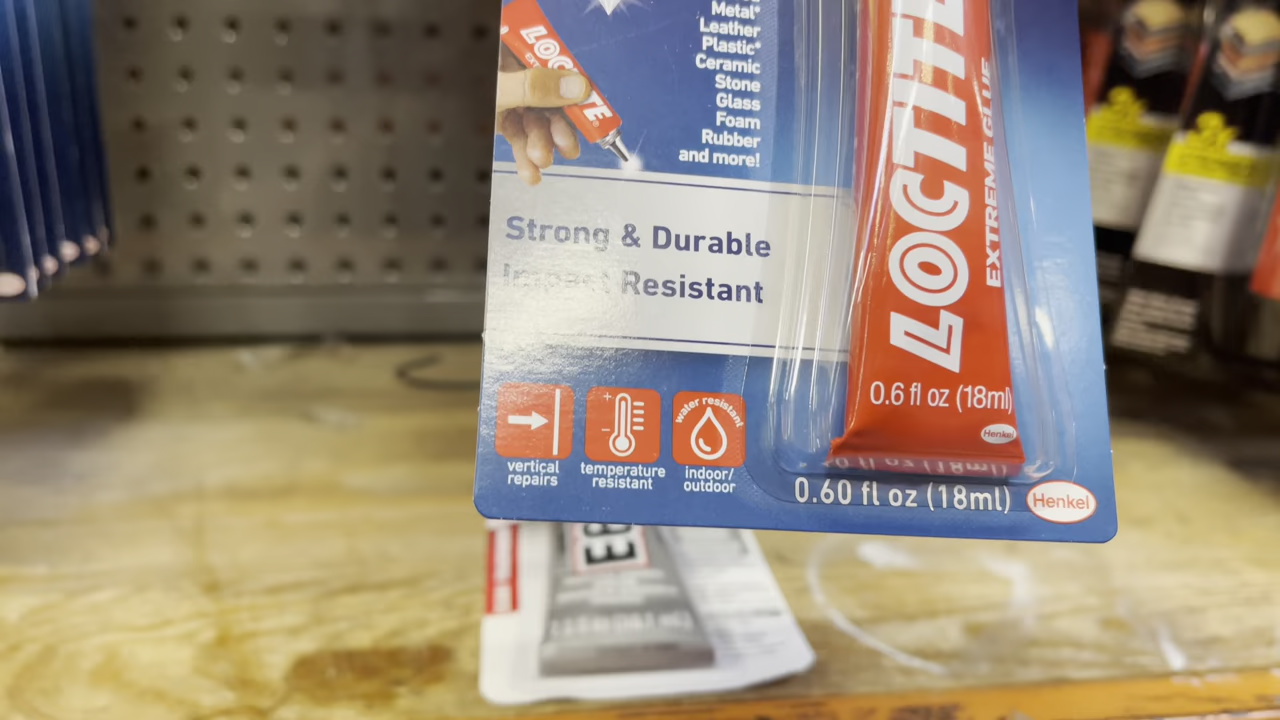 Metal*
Leather
Plastic*
Ceramic
Stone
Glass
Foam
Rubber
and more!
LOCTITE
Strong & Durable
Impact Resistant
LOCTITE
EXTREME GLUE
0.6 fl oz (18ml)
Henkel
water resistant
vertical
repairs
temperature
resistant
indoor/
outdoor
0.60 fl oz (18ml)
Henkel